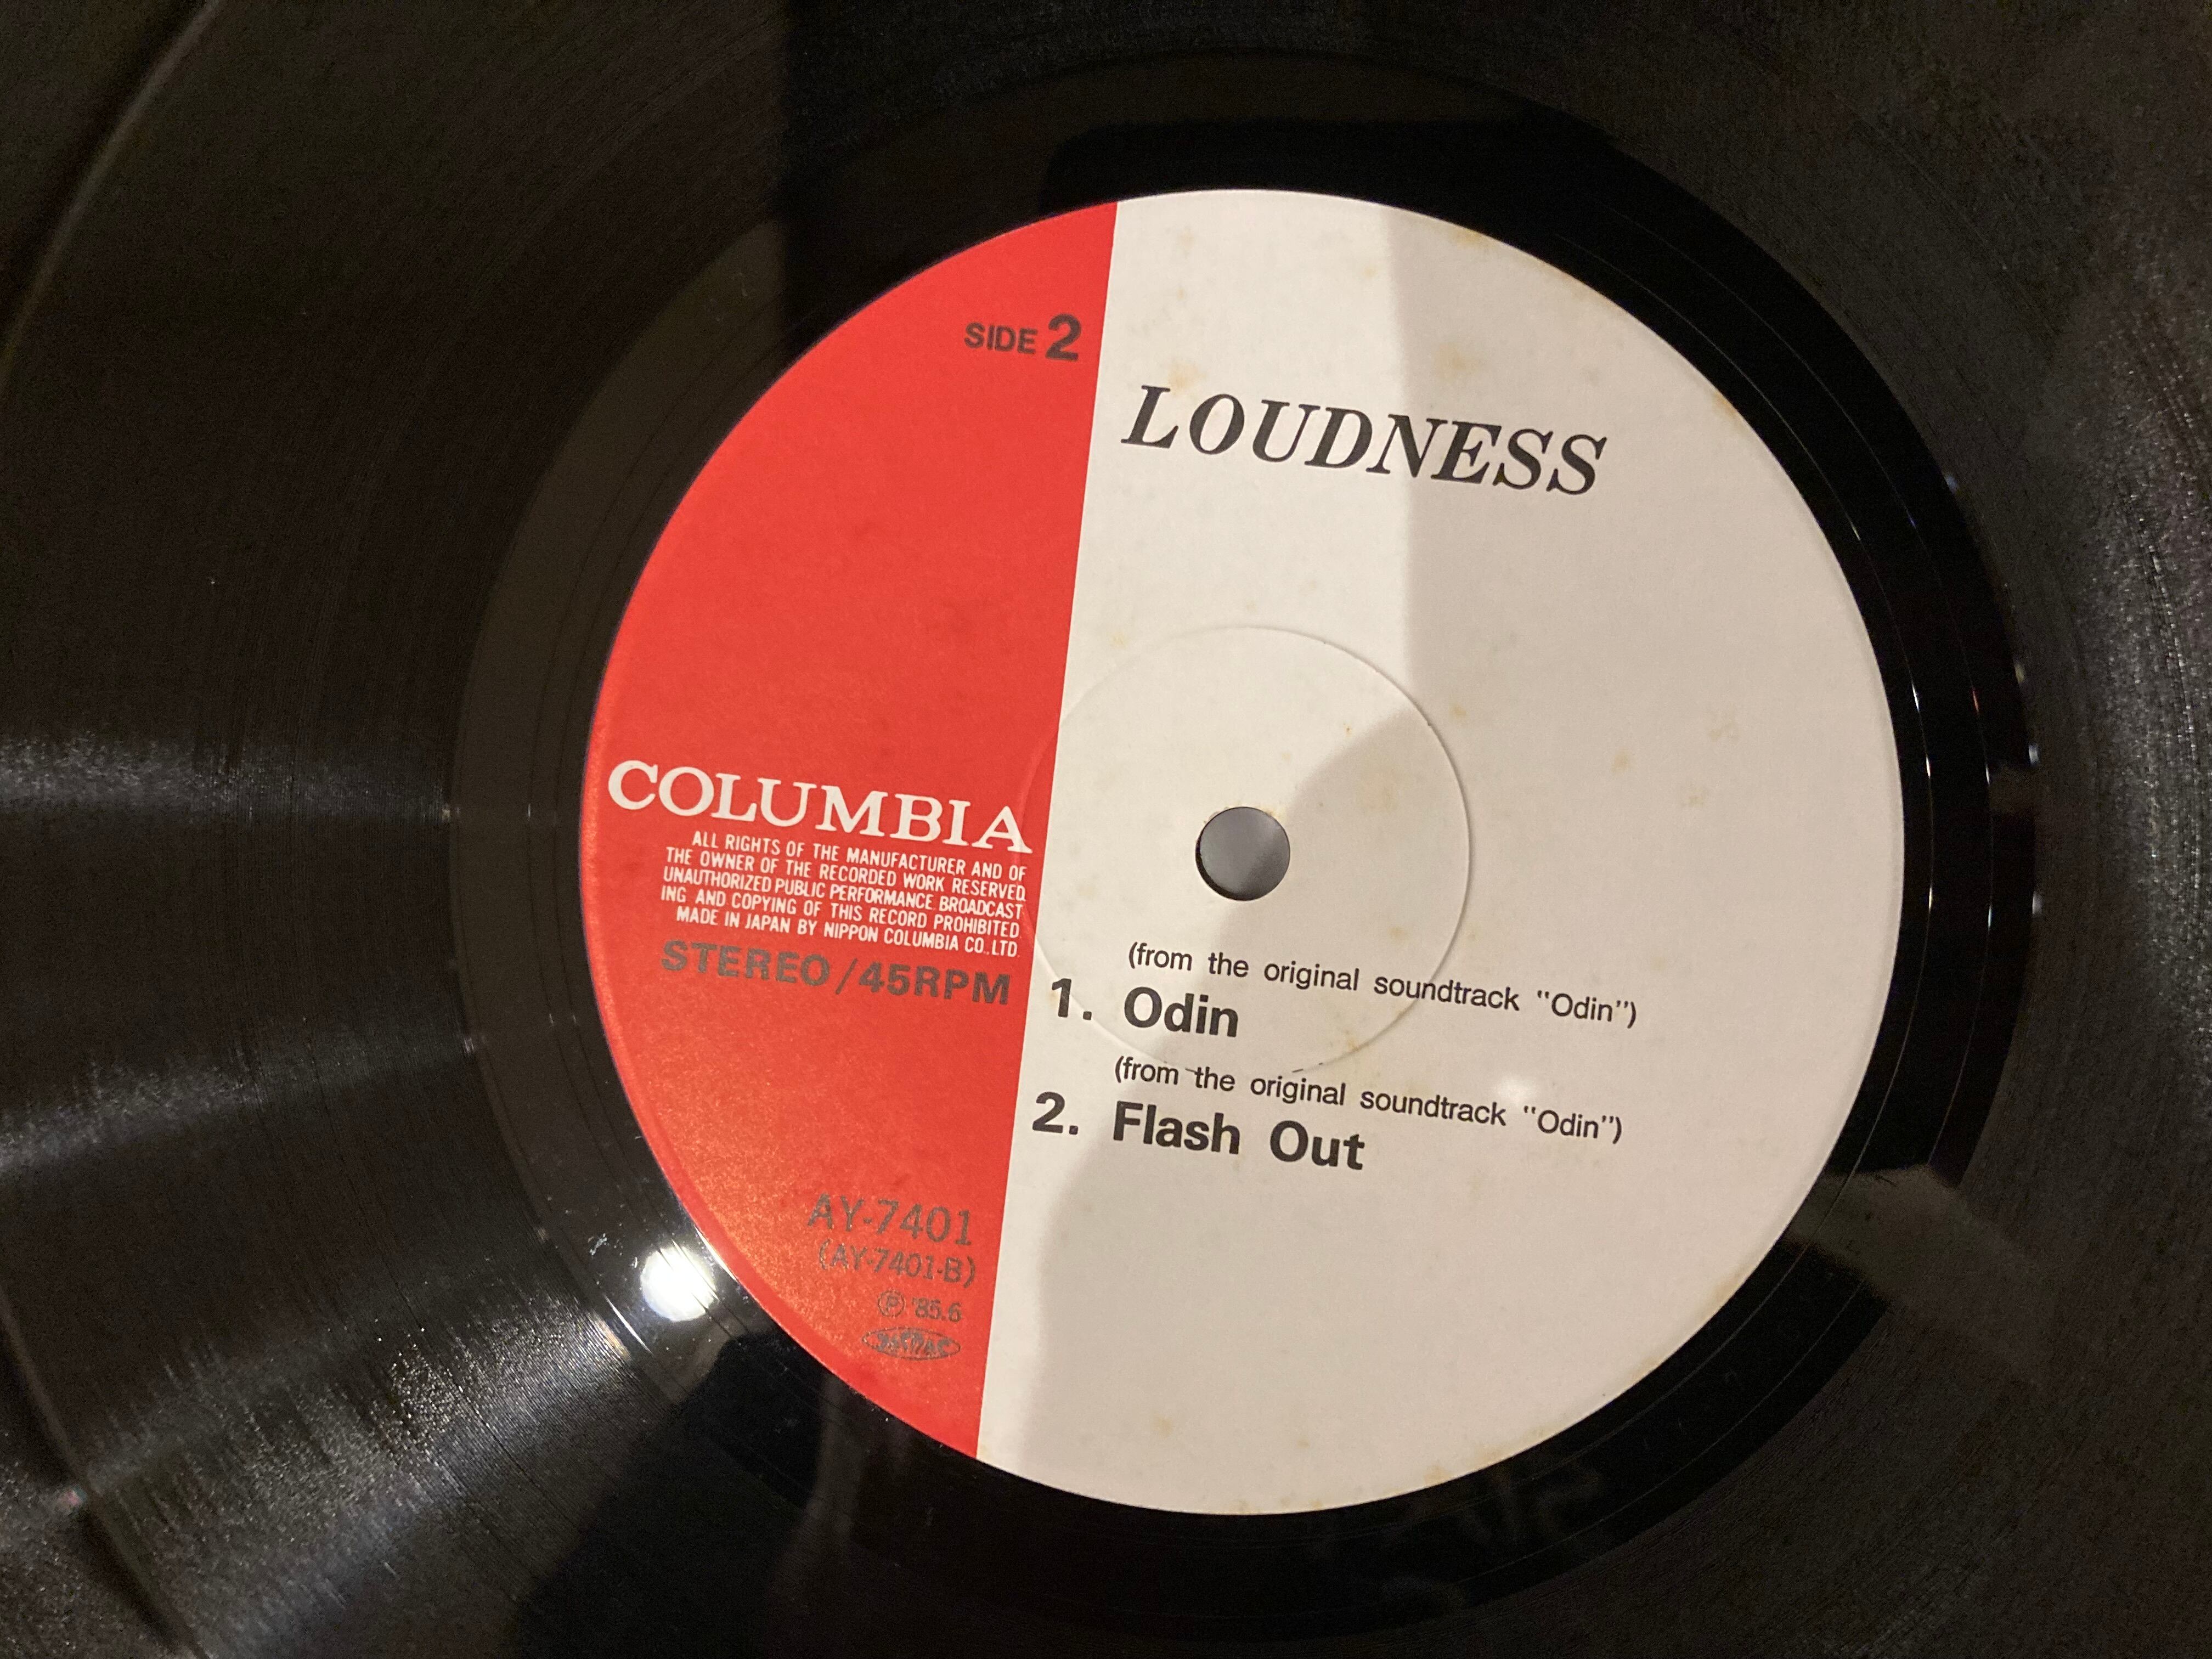 SIDE 2
LOUDNESS
COLUMBIA
ALL RIGHTS OF THE MANUFACTURER AND OF
THE OWNER OF THE RECORDED WORK RESERVED.
UNAUTHORIZED PUBLIC PERFORMANCE BROADCAST
ING AND COPYING OF THIS RECORD PROHIBITED
MADE IN JAPAN BY NIPPON COLUMBIA CO.,LTD.
STEREO/45RPM
(from the original soundtrack "Odin")
1. Odin
(from the original soundtrack "Odin")
2. Flash Out
AY-7401
(AY-7401-B)
Ⓟ '85.6